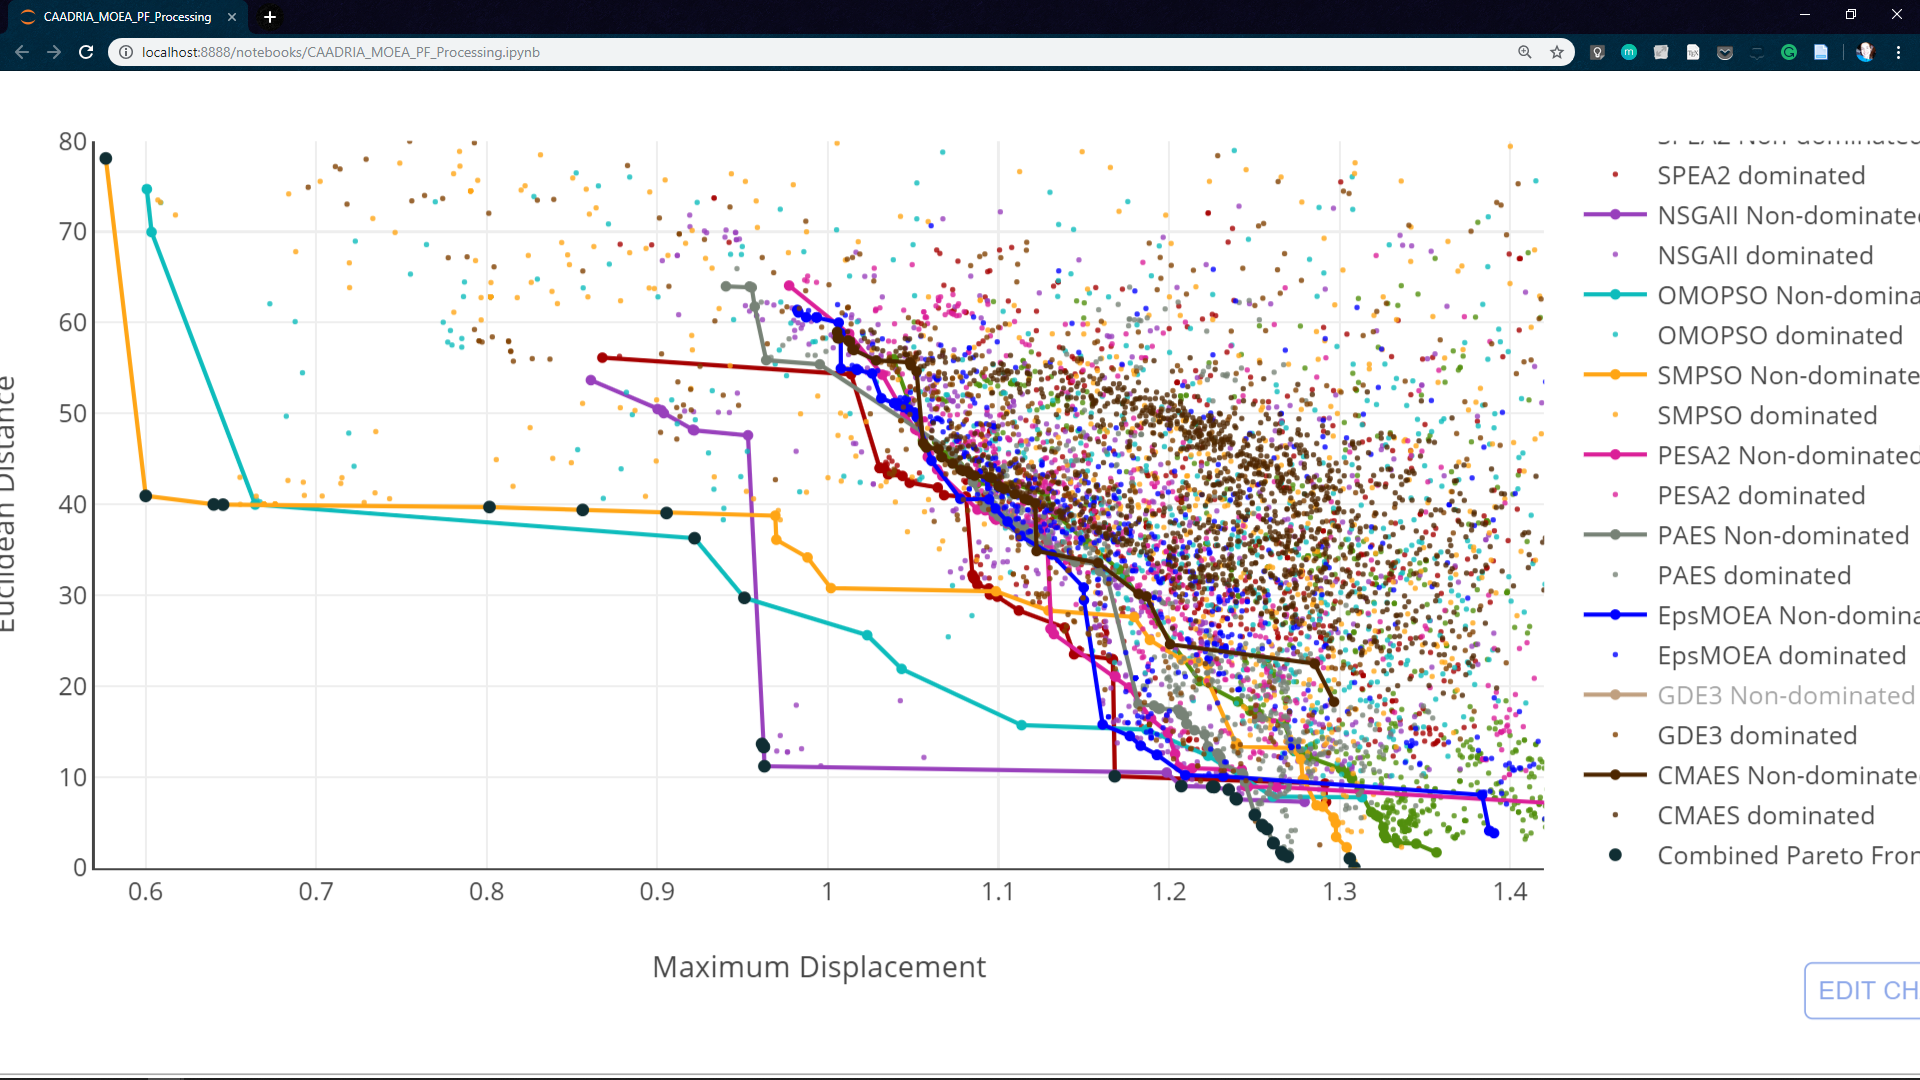 CAADRIA_MOEA_PF_Processing
localhost:8888/notebooks/CAADRIA_MOEA_PF_Processing.ipynb
80
70
60
50
40
30
20
10
0
Euclidean Distance
0.6 0.7 0.8 0.9 1 1.1 1.2 1.3 1.4
Maximum Displacement
SPEA2 Non-dominated
SPEA2 dominated
NSGAII Non-dominate
NSGAII dominated
OMOPSO Non-domina
OMOPSO dominated
SMPSO Non-dominate
SMPSO dominated
PESA2 Non-dominated
PESA2 dominated
PAES Non-dominated
PAES dominated
EpsMOEA Non-domina
EpsMOEA dominated
GDE3 Non-dominated
GDE3 dominated
CMAES Non-dominate
CMAES dominated
Combined Pareto Fron
EDIT CH